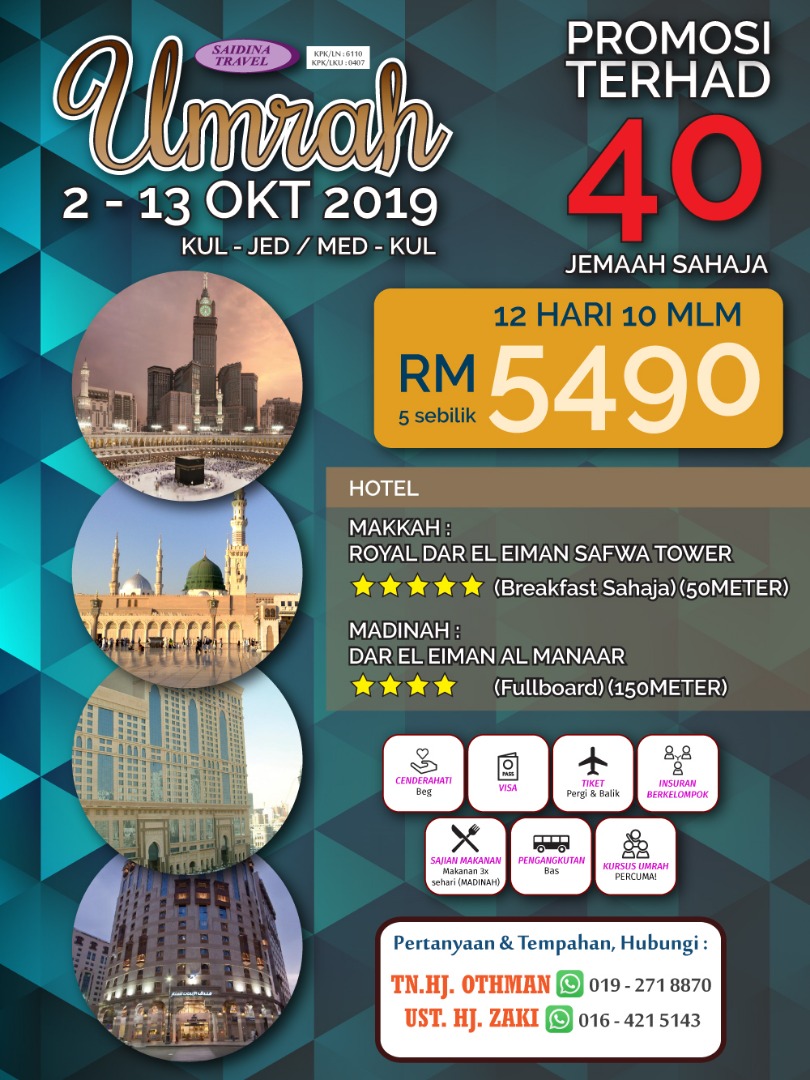 SAIDINA
TRAVEL
KPK/LN : 6110
KPK/LKU : 0407
Umrah
2 - 13 OKT 2019
KUL - JED / MED - KUL
PROMOSI
TERHAD
40
JEMAAH SAHAJA
12 HARI 10 MLM
RM 5490
5 sebilik
HOTEL
MAKKAH :
ROYAL DAR EL EIMAN SAFWA TOWER
(Breakfast Sahaja) (50METER)
MADINAH :
DAR EL EIMAN AL MANAAR
(Fullboard) (150METER)
CENDERAHATI
Beg
PASS
VISA
TIKET
Pergi & Balik
INSURAN
BERKELOMPOK
SAJIAN MAKANAN
Makanan 3x
sehari (MADINAH)
PENGANGKUTAN
Bas
KURSUS UMRAH
PERCUMA!
Pertanyaan & Tempahan, Hubungi :
TN.HJ. OTHMAN 019 - 271 8870
UST. HJ. ZAKI 016 - 421 5143